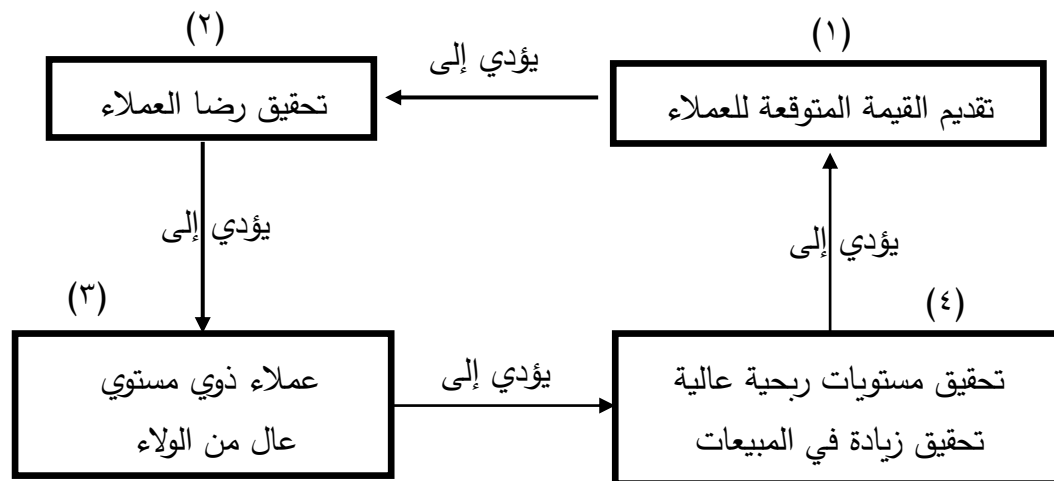 (١)
تقديم القيمة المتوقعة للعملاء
يؤدي إلى
(٢)
تحقيق رضا العملاء
يؤدي إلى
(٣)
عملاء ذوي مستوي
عال من الولاء
يؤدي إلى
(٤)
تحقيق مستويات ربحية عالية
تحقيق زيادة في المبيعات
يؤدي إلى